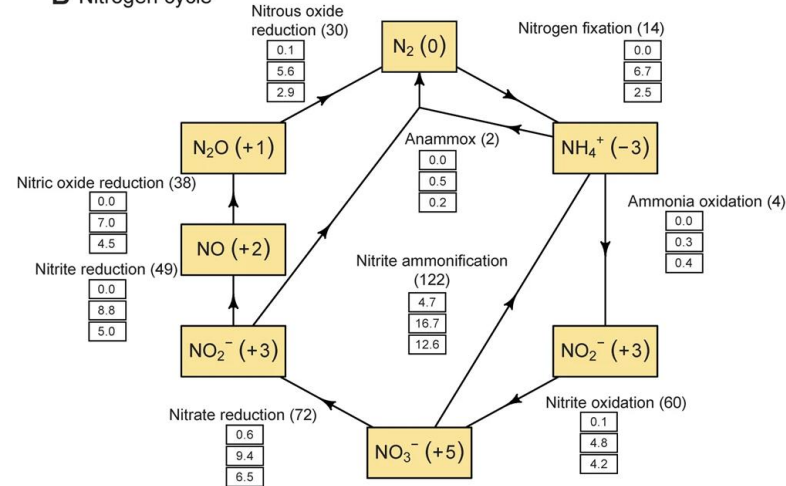 B Nitrogen cycle
Nitrous oxide
reduction (30)
0.1
5.6
2.9
N₂ (0)
Nitrogen fixation (14)
0.0
6.7
2.5
N₂O (+1)
Anammox (2)
0.0
0.5
0.2
NH₄⁺ (−3)
Nitric oxide reduction (38)
0.0
7.0
4.5
Ammonia oxidation (4)
0.0
0.3
0.4
NO (+2)
Nitrite reduction (49)
0.0
8.8
5.0
Nitrite ammonification
(122)
4.7
16.7
12.6
NO₂⁻ (+3)
NO₂⁻ (+3)
Nitrate reduction (72)
0.6
9.4
6.5
NO₃⁻ (+5)
Nitrite oxidation (60)
0.1
4.8
4.2